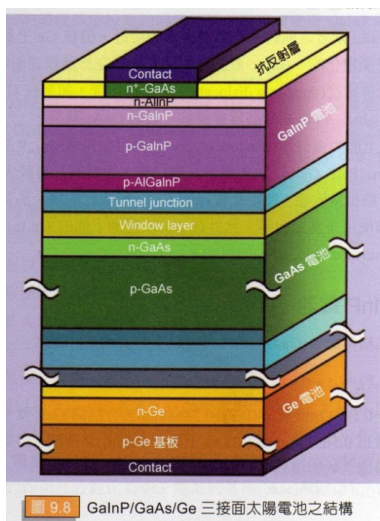 Contact
抗反射層
n⁺-GaAs
n-AlInP
n-GaInP
p-GaInP
GaInP 電池
p-AlGaInP
Tunnel junction
Window layer
n-GaAs
p-GaAs
GaAs 電池
n-Ge
Ge 電池
p-Ge 基板
Contact
圖 9.8 GaInP/GaAs/Ge 三接面太陽電池之結構